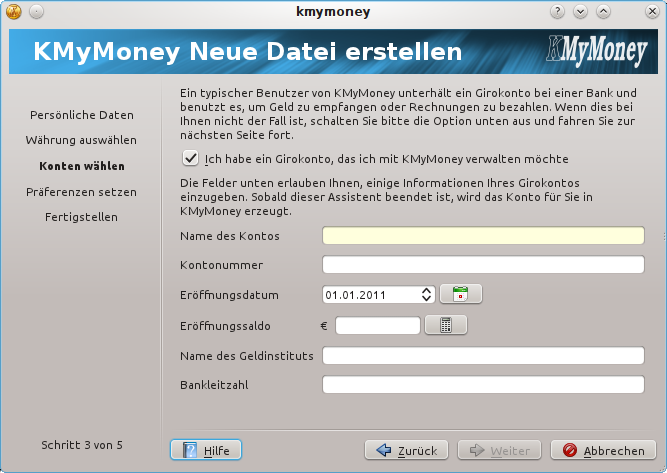 kmymoney
KMyMoney Neue Datei erstellen
KMyMoney
Persönliche Daten
Währung auswählen
Konten wählen
Präferenzen setzen
Fertigstellen
Schritt 3 von 5
Ein typischer Benutzer von KMyMoney unterhält ein Girokonto bei einer Bank und
benutzt es, um Geld zu empfangen oder Rechnungen zu bezahlen. Wenn dies bei
Ihnen nicht der Fall ist, schalten Sie bitte die Option unten aus und fahren Sie zur
nächsten Seite fort.
Ich habe ein Girokonto, das ich mit KMyMoney verwalten möchte
Die Felder unten erlauben Ihnen, einige Informationen Ihres Girokontos
einzugeben. Sobald dieser Assistent beendet ist, wird das Konto für Sie in
KMyMoney erzeugt.
Name des Kontos
Kontonummer
Eröffnungsdatum 01.01.2011
Eröffnungssaldo €
Name des Geldinstituts
Bankleitzahl
Hilfe Zurück Weiter Abbrechen